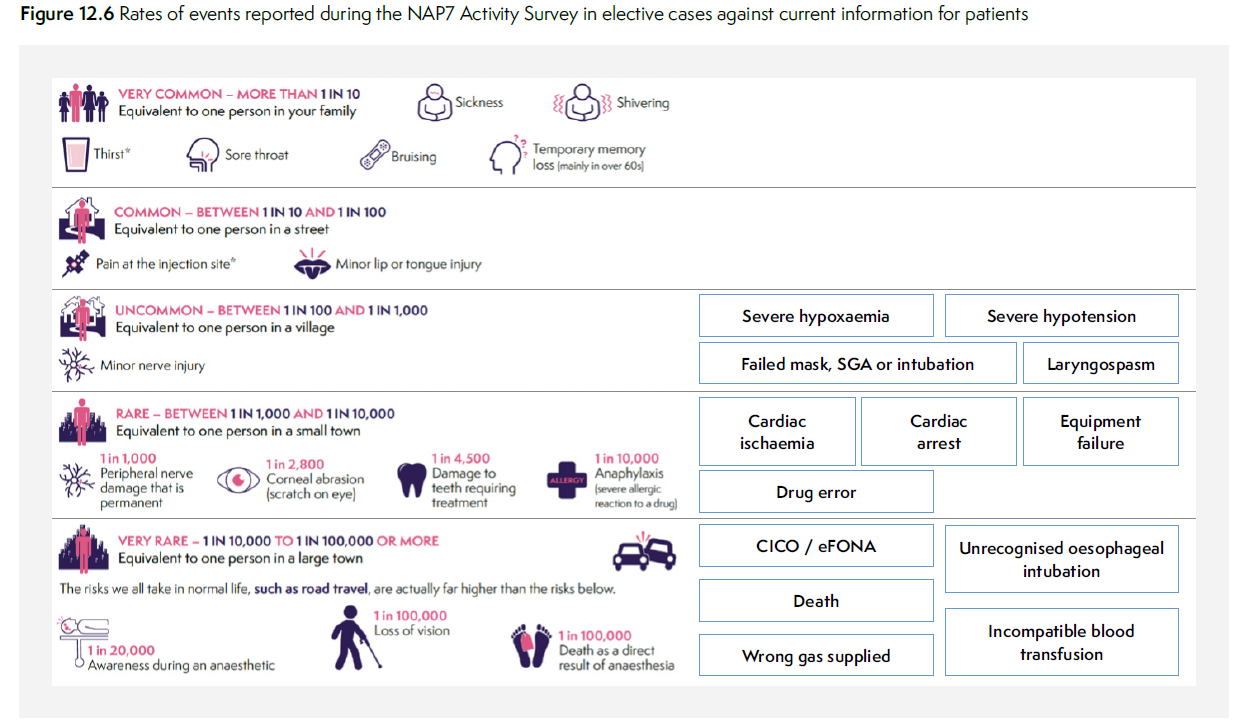 Figure 12.6 Rates of events reported during the NAP7 Activity Survey in elective cases against current information for patients
VERY COMMON – MORE THAN 1 IN 10
Equivalent to one person in your family
Sickness
Shivering
Thirst*
Sore throat
Bruising
???
Temporary memory
loss (mainly in over 60s)
COMMON – BETWEEN 1 IN 10 AND 1 IN 100
Equivalent to one person in a street
Pain at the injection site*
Minor lip or tongue injury
UNCOMMON – BETWEEN 1 IN 100 AND 1 IN 1,000
Equivalent to one person in a village
Minor nerve injury
Severe hypoxaemia
Severe hypotension
Failed mask, SGA or intubation
Laryngospasm
RARE – BETWEEN 1 IN 1,000 AND 1 IN 10,000
Equivalent to one person in a small town
1 in 1,000
Peripheral nerve
damage that is
permanent
1 in 2,800
Corneal abrasion
(scratch on eye)
1 in 4,500
Damage to
teeth requiring
treatment
ALLERGY
1 in 10,000
Anaphylaxis
(severe allergic
reaction to a drug)
Cardiac
ischaemia
Cardiac
arrest
Equipment
failure
Drug error
VERY RARE – 1 IN 10,000 TO 1 IN 100,000 OR MORE
Equivalent to one person in a large town
The risks we all take in normal life, such as road travel, are actually far higher than the risks below.
1 in 20,000
Awareness during an anaesthetic
1 in 100,000
Loss of vision
1 in 100,000
Death as a direct
result of anaesthesia
CICO / eFONA
Unrecognised oesophageal
intubation
Death
Incompatible blood
transfusion
Wrong gas supplied